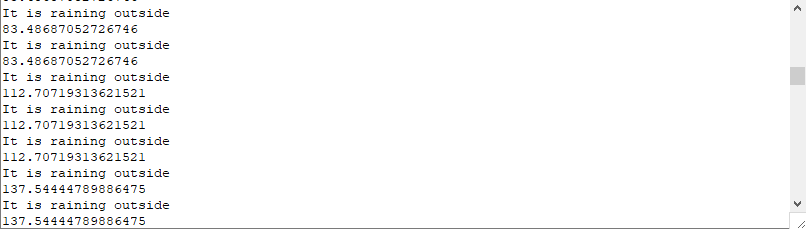 It is raining outside
83.48687052726746
It is raining outside
83.48687052726746
It is raining outside
112.70719313621521
It is raining outside
112.70719313621521
It is raining outside
112.70719313621521
It is raining outside
137.54444789886475
It is raining outside
137.54444789886475